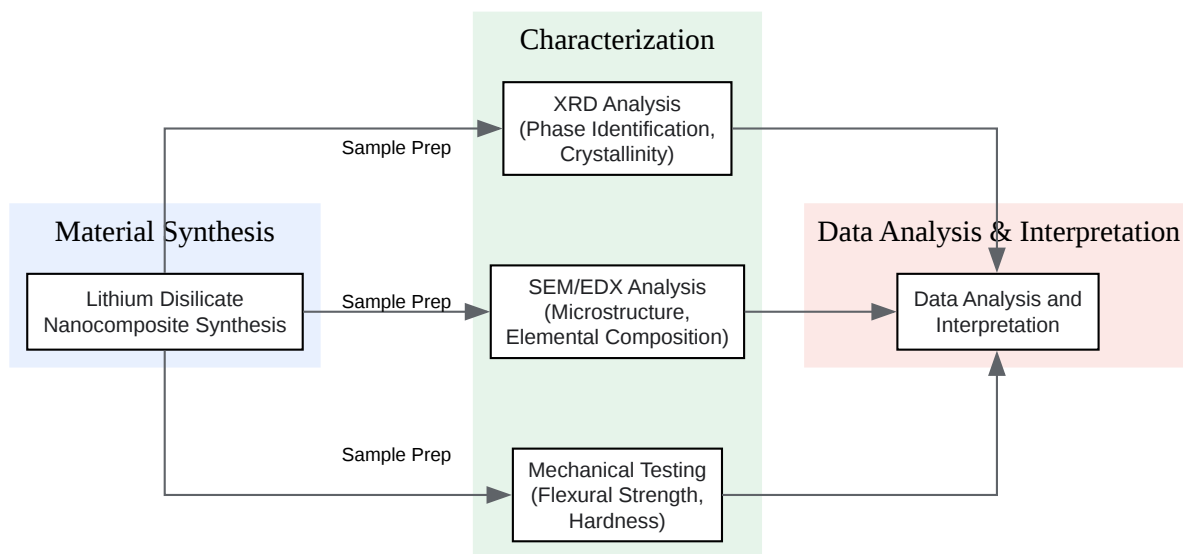 Characterization
XRD Analysis
(Phase Identification,
Crystallinity)
Sample Prep
Material Synthesis
Data Analysis & Interpretation
Lithium Disilicate
Nanocomposite Synthesis
Sample Prep
SEM/EDX Analysis
(Microstructure,
Elemental Composition)
Data Analysis and
Interpretation
Sample Prep
Mechanical Testing
(Flexural Strength,
Hardness)